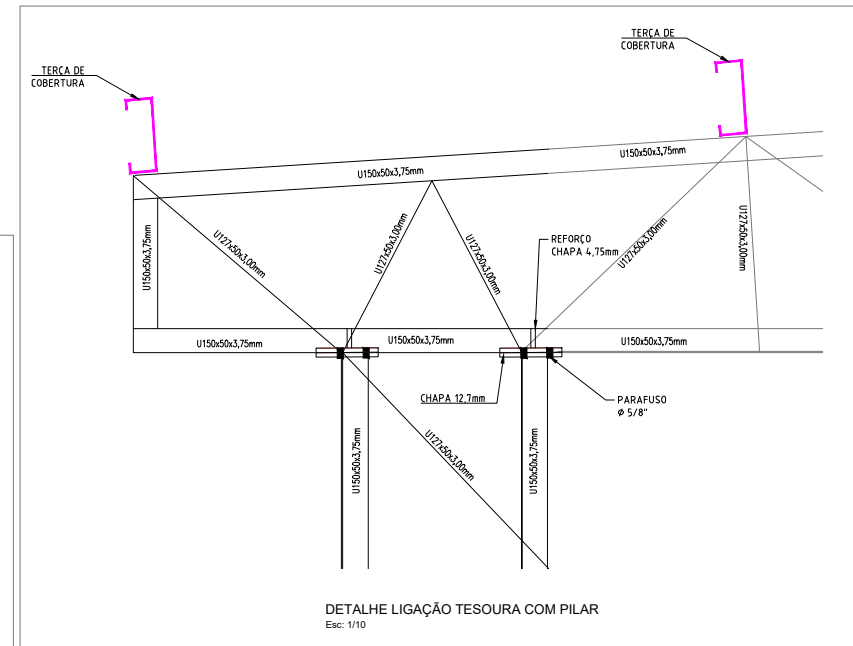 TERÇA DE
COBERTURA
TERÇA DE
COBERTURA
U150x50x3,75mm
U150x50x3,75mm
U150x50x3,75mm
U127x50x3,00mm
U127x50x3,00mm
U127x50x3,00mm
REFORÇO
CHAPA 4,75mm
U127x50x3,00mm
U127x50x3,00mm
U150x50x3,75mm
U150x50x3,75mm
U150x50x3,75mm
CHAPA 12,7mm
PARAFUSO
Ø 5/8"
U150x50x3,75mm
U127x50x3,00mm
U150x50x3,75mm
DETALHE LIGAÇÃO TESOURA COM PILAR
Esc: 1/10